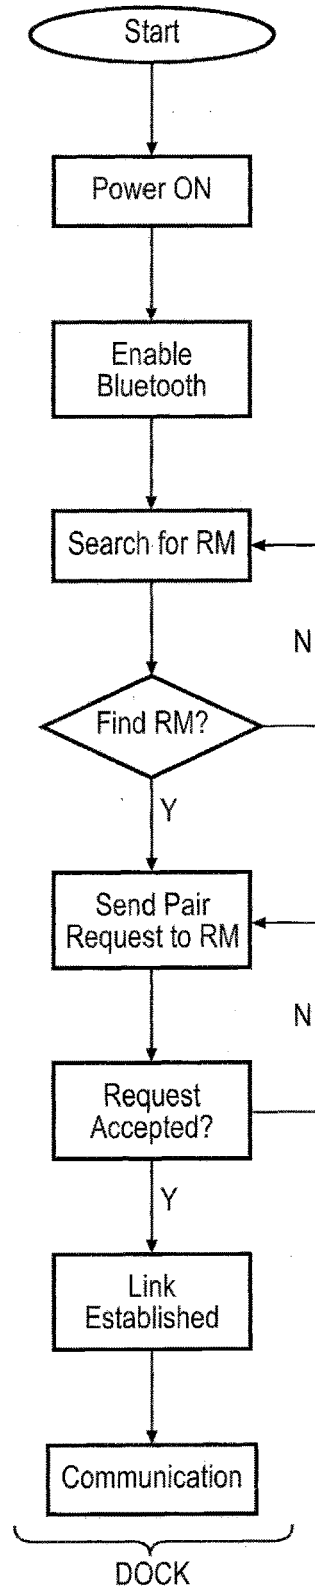 Start
Power ON
Enable
Bluetooth
Search for RM
N
Find RM?
Y
Send Pair
Request to RM
N
Request
Accepted?
Y
Link
Established
Communication
DOCK